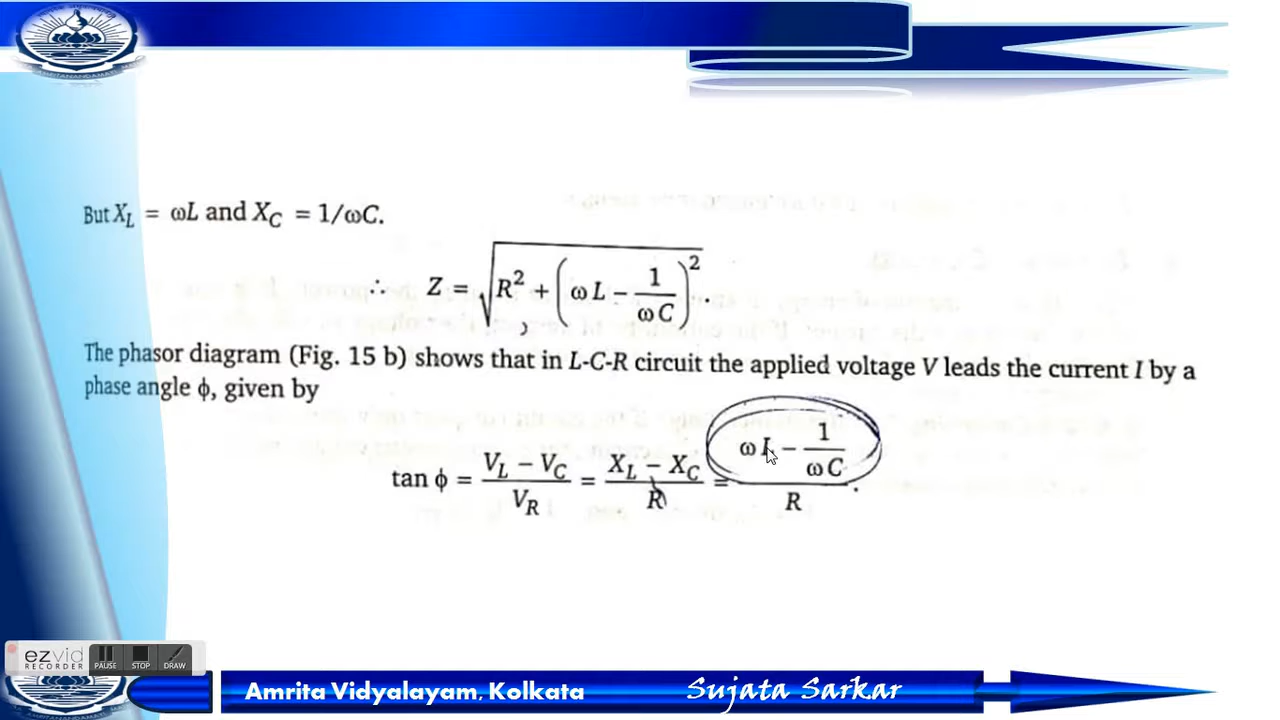 But X_L = ωL and X_C = 1/ωC.
∴ Z = √(R² + (ωL − 1/ωC)²).
The phasor diagram (Fig. 15 b) shows that in L-C-R circuit the applied voltage V leads the current I by a
phase angle ϕ, given by
tan ϕ = (V_L − V_C)/V_R = (X_L − X_C)/R = (ωL − 1/ωC)/R.
ezvid
RECORDER
PAUSE STOP DRAW
Amrita Vidyalayam, Kolkata Sujata Sarkar